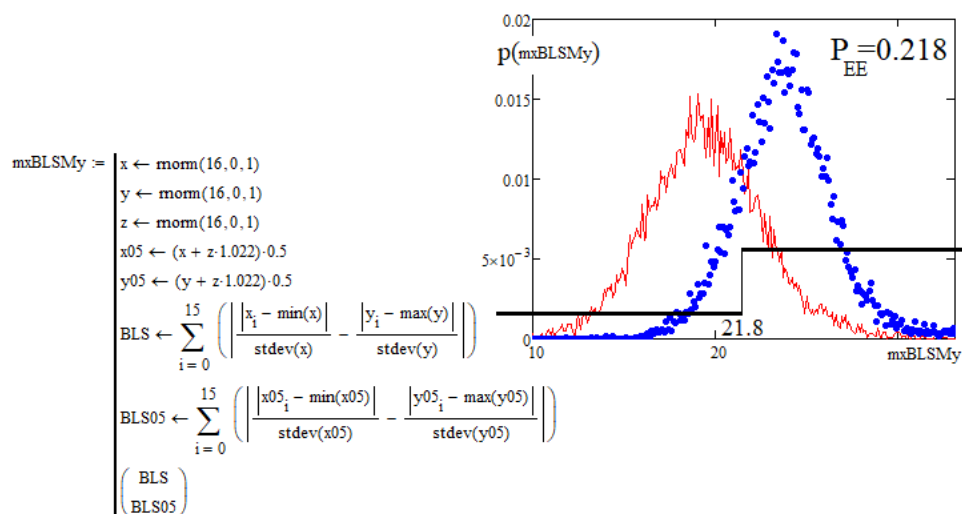 mxBLSMy :=
x ← rnorm(16, 0, 1)
y ← rnorm(16, 0, 1)
z ← rnorm(16, 0, 1)
x05 ← (x + z·1.022)·0.5
y05 ← (y + z·1.022)·0.5
BLS ← ∑_{i = 0}^{15} ( | |x_i − min(x)| / stdev(x) − |y_i − max(y)| / stdev(y) | )
BLS05 ← ∑_{i = 0}^{15} ( | |x05_i − min(x05)| / stdev(x05) − |y05_i − max(y05)| / stdev(y05) | )
( BLS
BLS05 )
0.02
p(mxBLSMy)
P_EE=0.218
0.015
0.01
5×10^−3
0
10
20
21.8
mxBLSMy